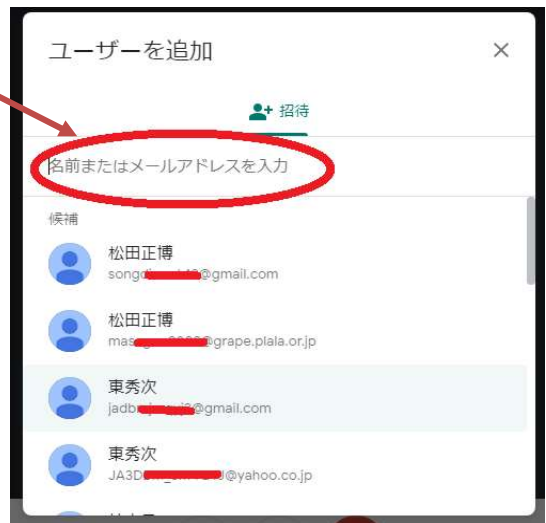 ユーザーを追加
招待
名前またはメールアドレスを入力
候補
松田正博
@gmail.com
松田正博
@grape.plala.or.jp
東秀次
@gmail.com
東秀次
@yahoo.co.jp